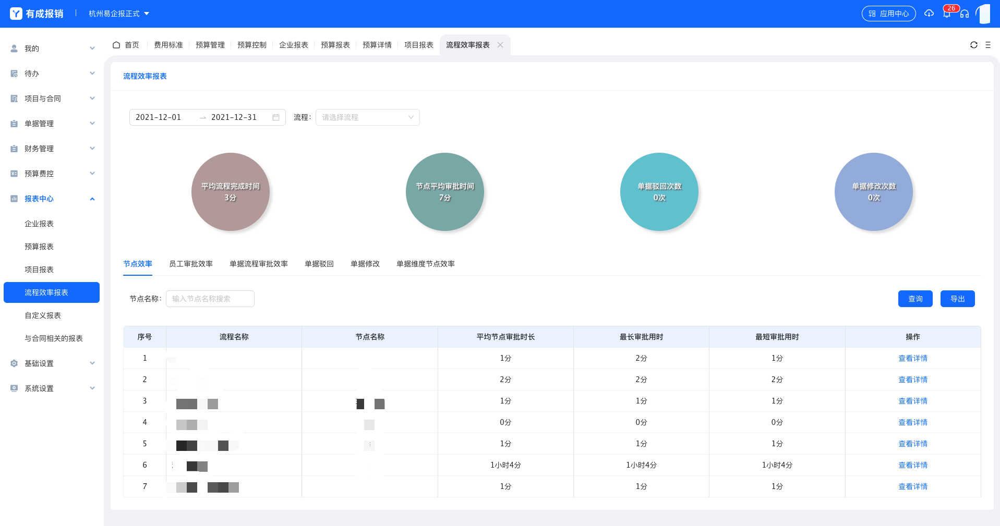 有成报销
杭州易企报正式
应用中心
26
我的
待办
项目与合同
单据管理
财务管理
预算费控
报表中心
企业报表
预算报表
项目报表
流程效率报表
自定义报表
与合同相关的报表
基础设置
系统设置
首页 费用标准 预算管理 预算控制 企业报表 预算报表 预算详情 项目报表 流程效率报表
流程效率报表
2021-12-01 → 2021-12-31 流程: 请选择流程
平均流程完成时间
3分
节点平均审批时间
7分
单据驳回次数
0次
单据修改次数
0次
节点效率 员工审批效率 单据流程审批效率 单据驳回 单据修改 单据维度节点效率
节点名称: 输入节点名称搜索 查询 导出
序号 流程名称 节点名称 平均节点审批时长 最长审批用时 最短审批用时 操作
1 1分 2分 1分 查看详情
2 2分 2分 2分 查看详情
3 1分 1分 1分 查看详情
4 0分 0分 0分 查看详情
5 1分 1分 1分 查看详情
6 1小时4分 1小时4分 1小时4分 查看详情
7 1分 1分 1分 查看详情